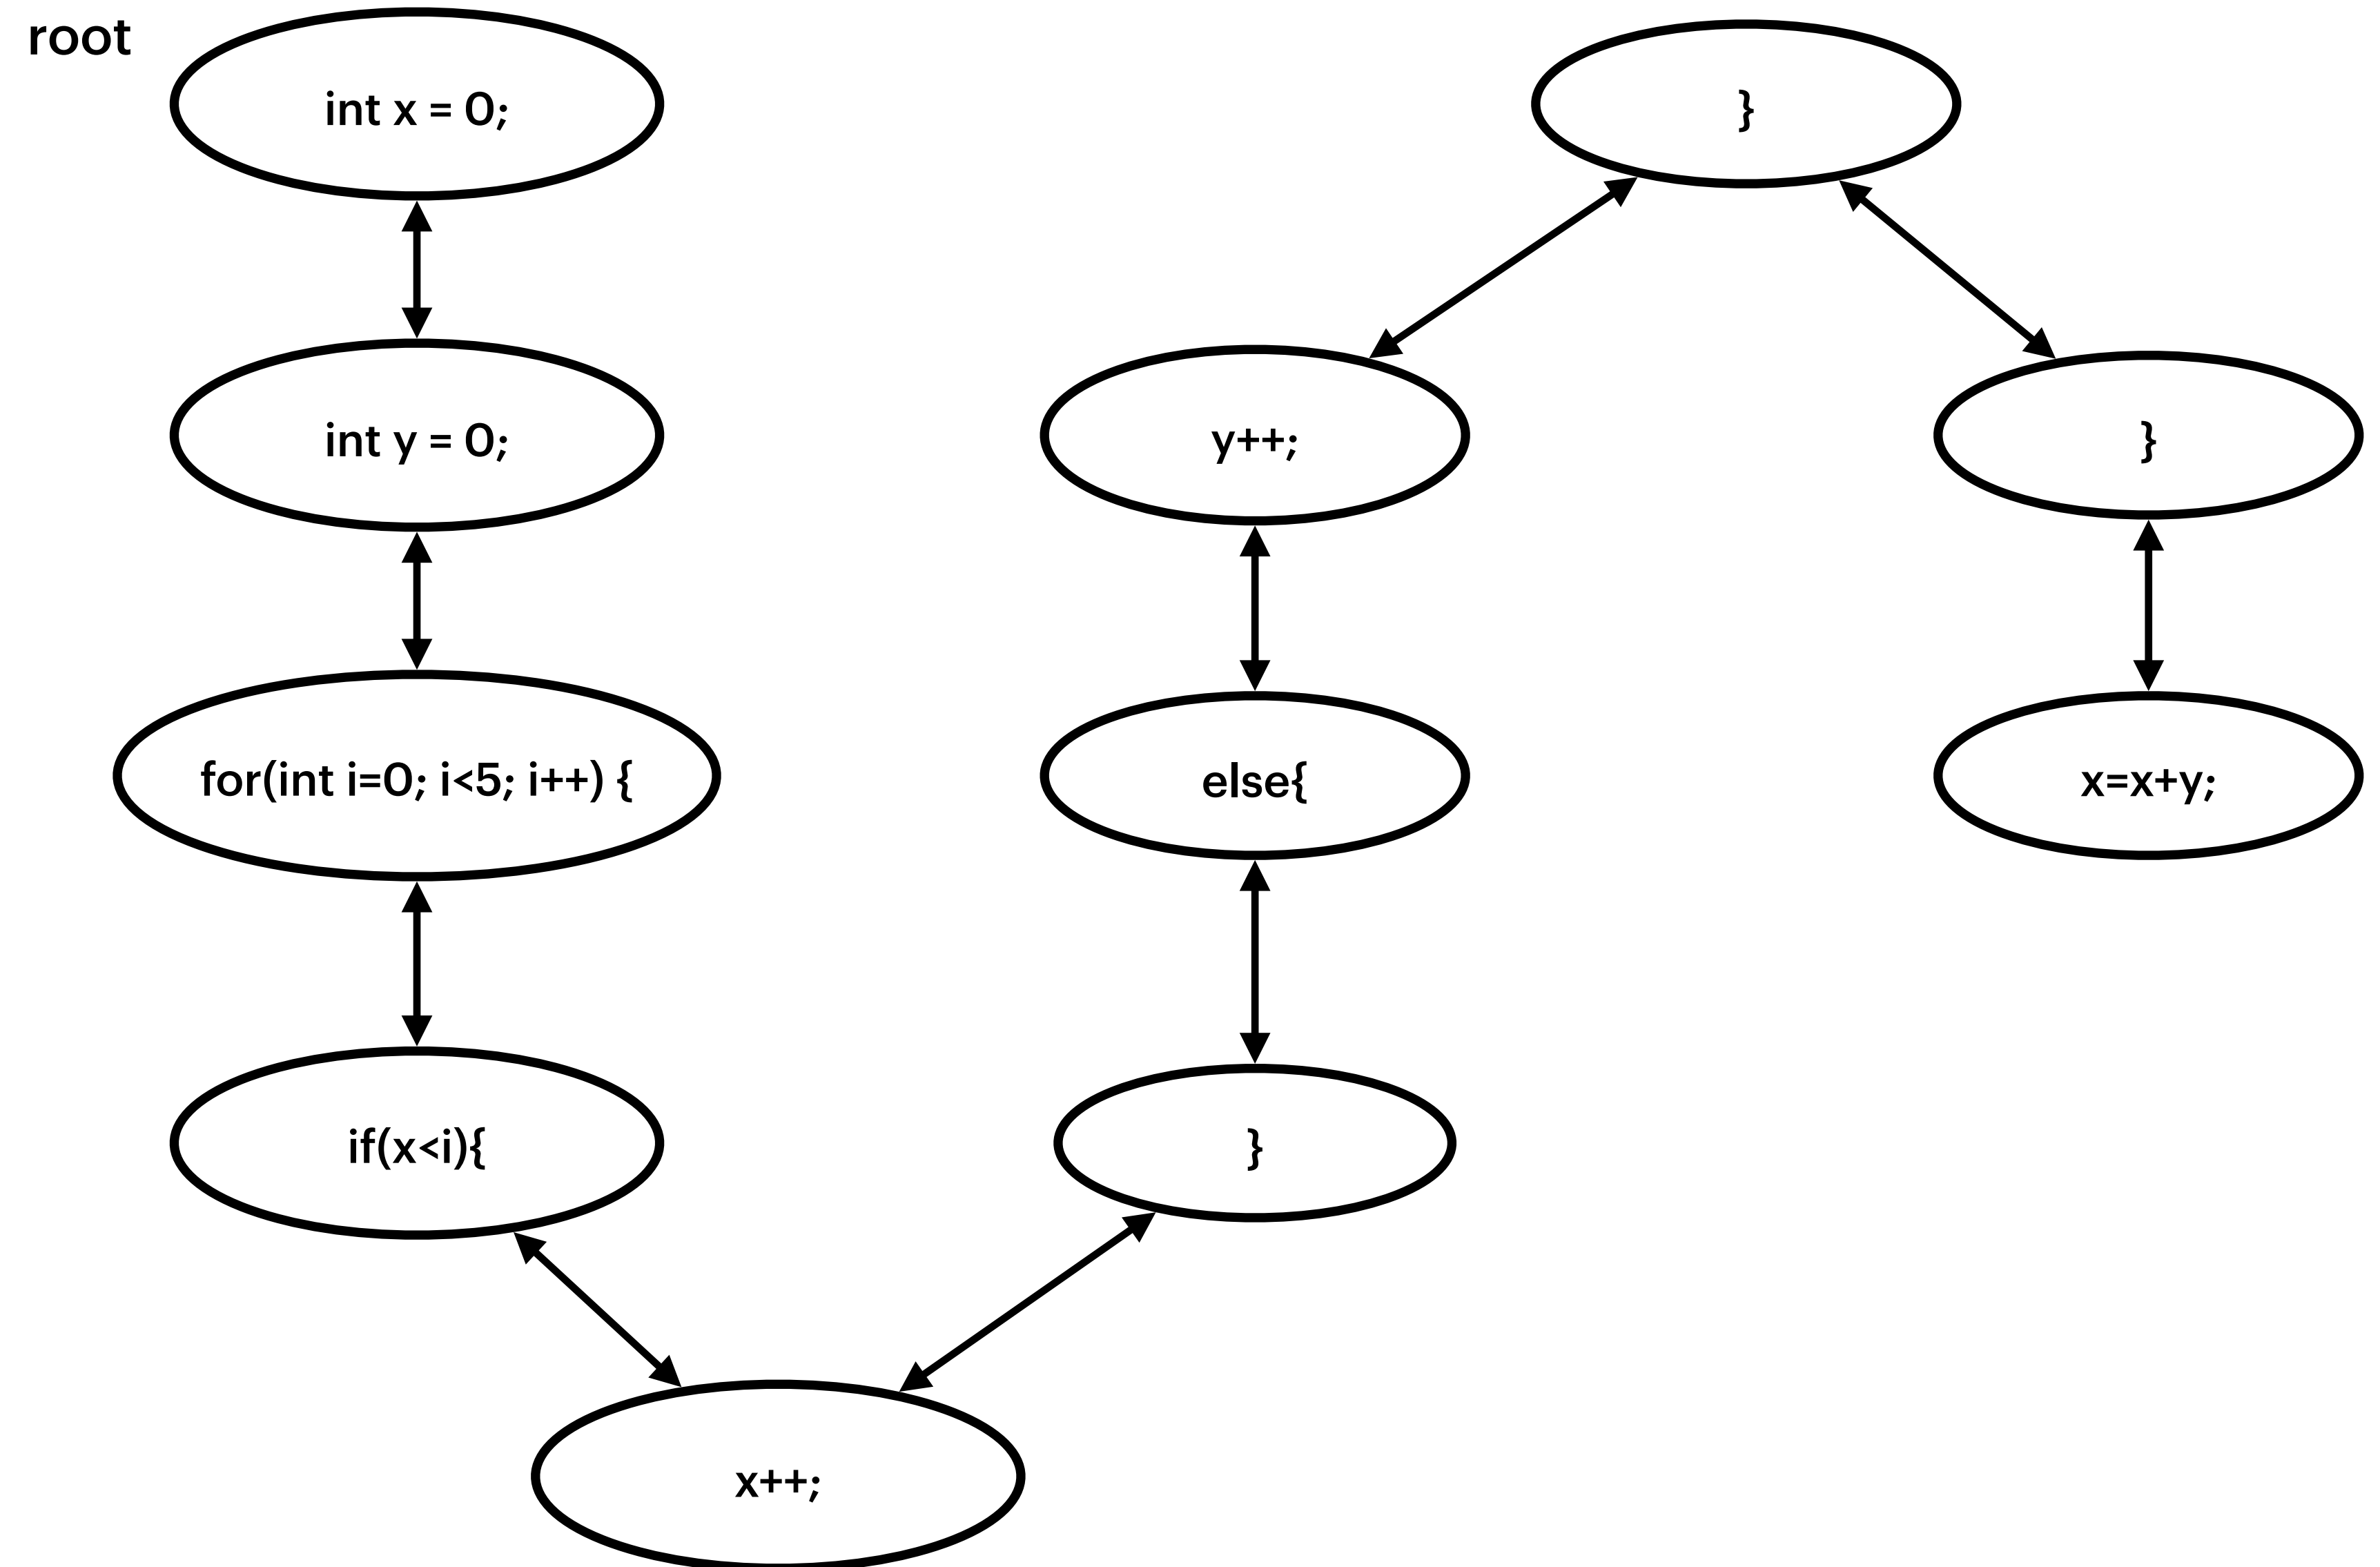 root
int x = 0;
int y = 0;
for(int i=0; i<5; i++) {
if(x<i){
x++;
}
else{
y++;
}
}
x=x+y;